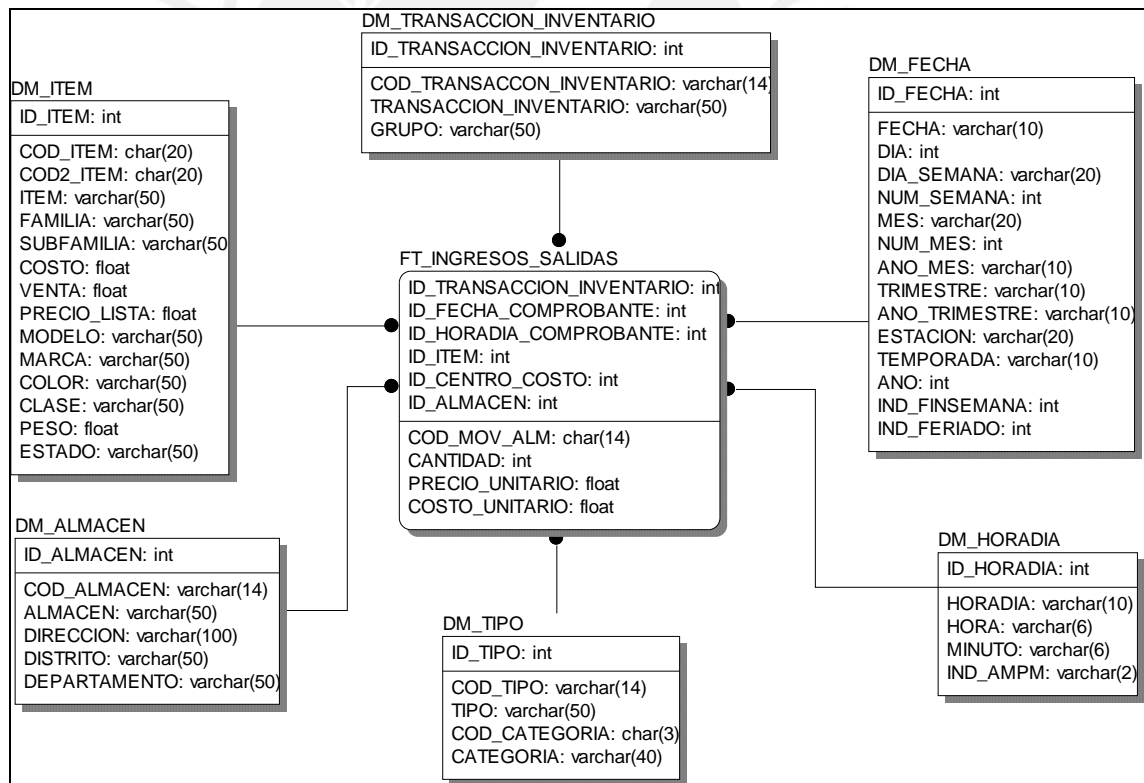 DM_TRANSACCION_INVENTARIO
ID_TRANSACCION_INVENTARIO: int
COD_TRANSACCON_INVENTARIO: varchar(14)
TRANSACCION_INVENTARIO: varchar(50)
GRUPO: varchar(50)
DM_ITEM
ID_ITEM: int
COD_ITEM: char(20)
COD2_ITEM: char(20)
ITEM: varchar(50)
FAMILIA: varchar(50)
SUBFAMILIA: varchar(50
COSTO: float
VENTA: float
PRECIO_LISTA: float
MODELO: varchar(50)
MARCA: varchar(50)
COLOR: varchar(50)
CLASE: varchar(50)
PESO: float
ESTADO: varchar(50)
DM_FECHA
ID_FECHA: int
FECHA: varchar(10)
DIA: int
DIA_SEMANA: varchar(20)
NUM_SEMANA: int
MES: varchar(20)
NUM_MES: int
ANO_MES: varchar(10)
TRIMESTRE: varchar(10)
ANO_TRIMESTRE: varchar(10)
ESTACION: varchar(20)
TEMPORADA: varchar(10)
ANO: int
IND_FINSEMANA: int
IND_FERIADO: int
FT_INGRESOS_SALIDAS
ID_TRANSACCION_INVENTARIO: int
ID_FECHA_COMPROBANTE: int
ID_HORADIA_COMPROBANTE: int
ID_ITEM: int
ID_CENTRO_COSTO: int
ID_ALMACEN: int
COD_MOV_ALM: char(14)
CANTIDAD: int
PRECIO_UNITARIO: float
COSTO_UNITARIO: float
DM_ALMACEN
ID_ALMACEN: int
COD_ALMACEN: varchar(14)
ALMACEN: varchar(50)
DIRECCION: varchar(100)
DISTRITO: varchar(50)
DEPARTAMENTO: varchar(50)
DM_TIPO
ID_TIPO: int
COD_TIPO: varchar(14)
TIPO: varchar(50)
COD_CATEGORIA: char(3)
CATEGORIA: varchar(40)
DM_HORADIA
ID_HORADIA: int
HORADIA: varchar(10)
HORA: varchar(6)
MINUTO: varchar(6)
IND_AMPM: varchar(2)